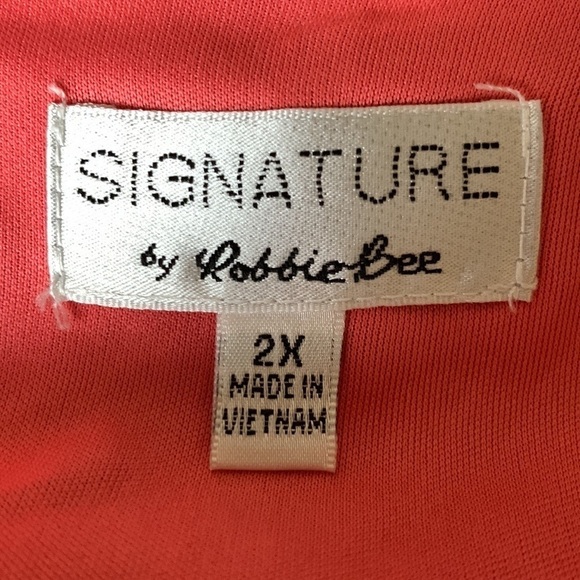 SIGNATURE
by Robbie Bee
2X
MADE IN
VIETNAM